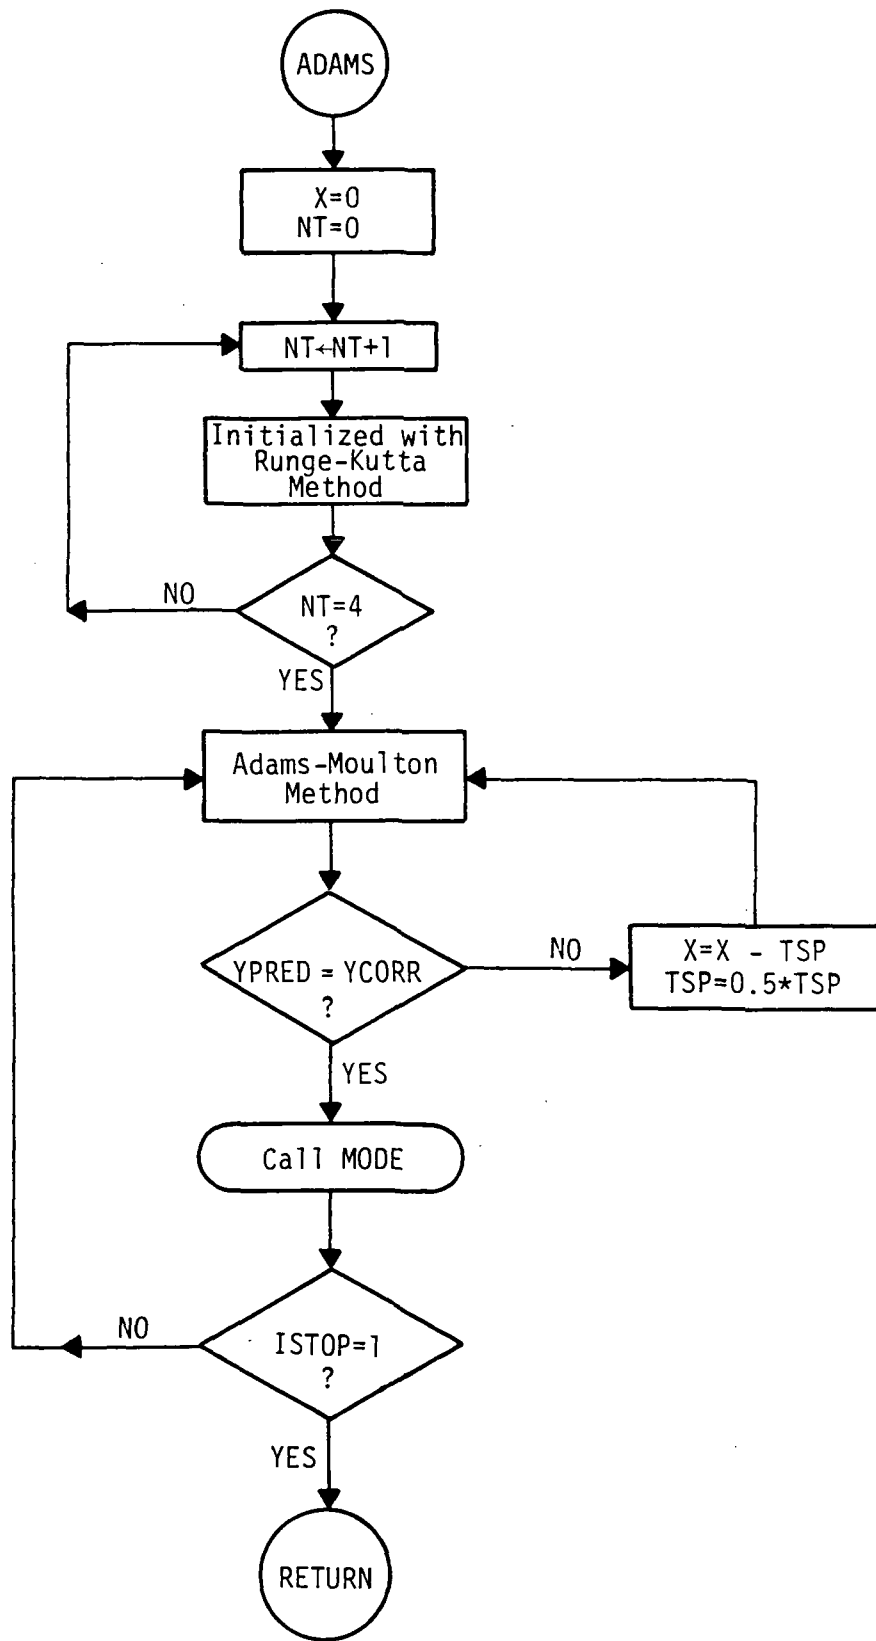 ADAMS
X=0
NT=0
NT←NT+1
Initialized with
Runge-Kutta
Method
NO
NT=4
?
YES
Adams-Moulton
Method
YPRED = YCORR
?
NO
X=X - TSP
TSP=0.5*TSP
YES
Call MODE
NO
ISTOP=1
?
YES
RETURN